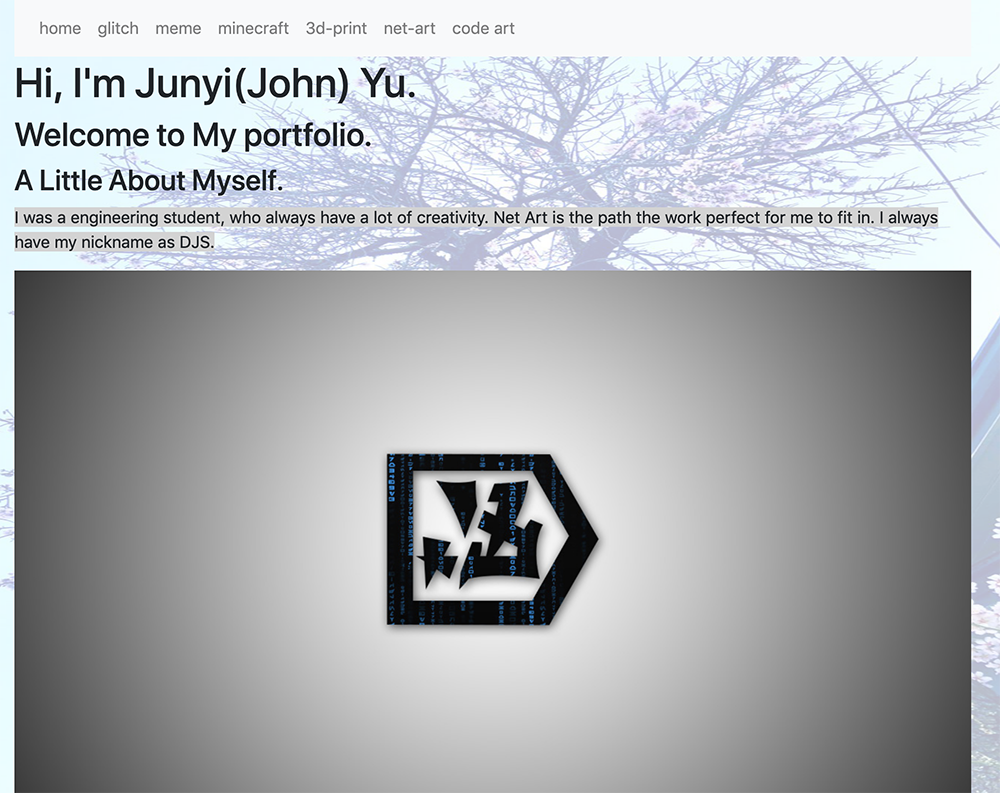 home glitch meme minecraft 3d-print net-art code art
Hi, I'm Junyi(John) Yu.
Welcome to My portfolio.
A Little About Myself.
I was a engineering student, who always have a lot of creativity. Net Art is the path the work perfect for me to fit in. I always
have my nickname as DJS.